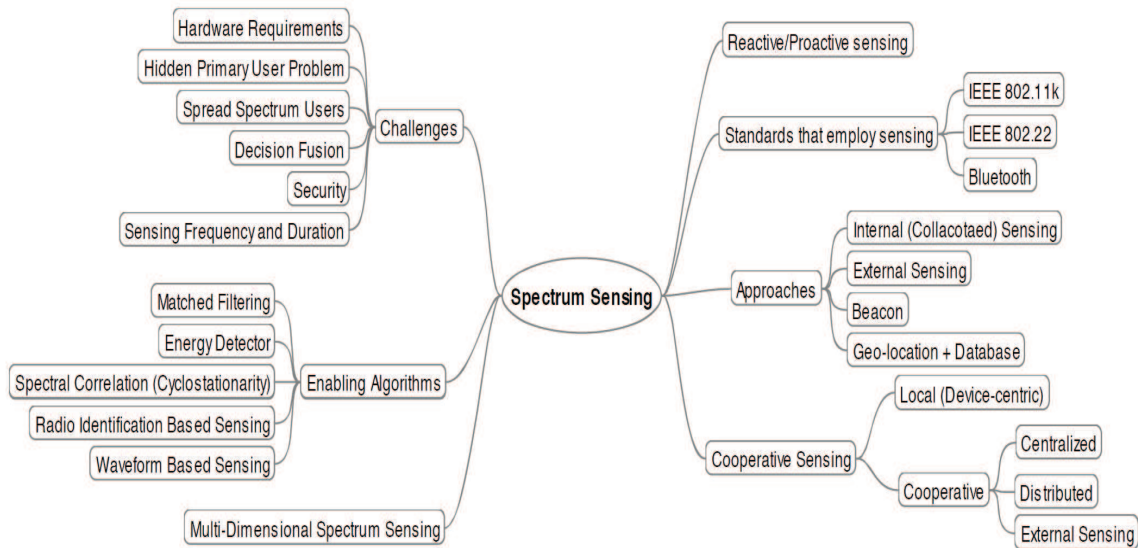 Spectrum Sensing
Challenges
Hardware Requirements
Hidden Primary User Problem
Spread Spectrum Users
Decision Fusion
Security
Sensing Frequency and Duration
Enabling Algorithms
Matched Filtering
Energy Detector
Spectral Correlation (Cyclostationarity)
Radio Identification Based Sensing
Waveform Based Sensing
Multi-Dimensional Spectrum Sensing
Reactive/Proactive sensing
Standards that employ sensing
IEEE 802.11k
IEEE 802.22
Bluetooth
Approaches
Internal (Collacotaed) Sensing
External Sensing
Beacon
Geo-location + Database
Cooperative Sensing
Local (Device-centric)
Cooperative
Centralized
Distributed
External Sensing